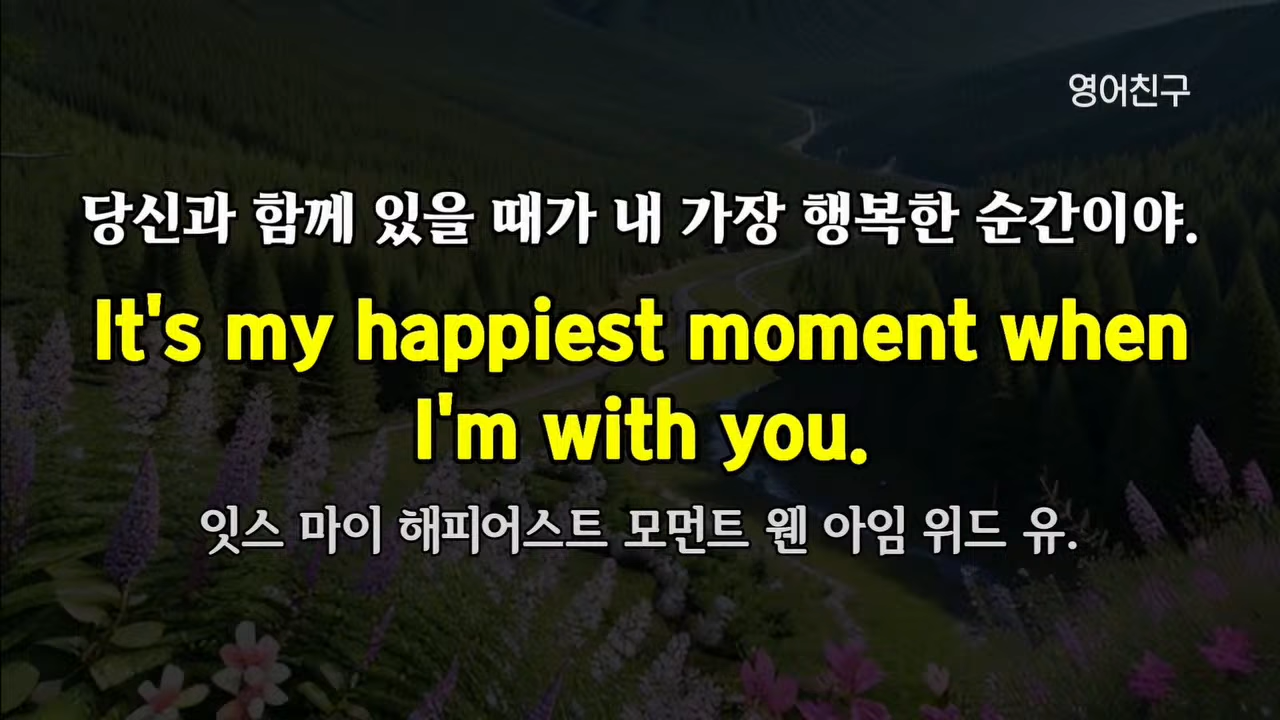 영어친구
당신과 함께 있을 때가 내 가장 행복한 순간이야.
It's my happiest moment when
I'm with you.
잇스 마이 해피어스트 모먼트 웬 아임 위드 유.